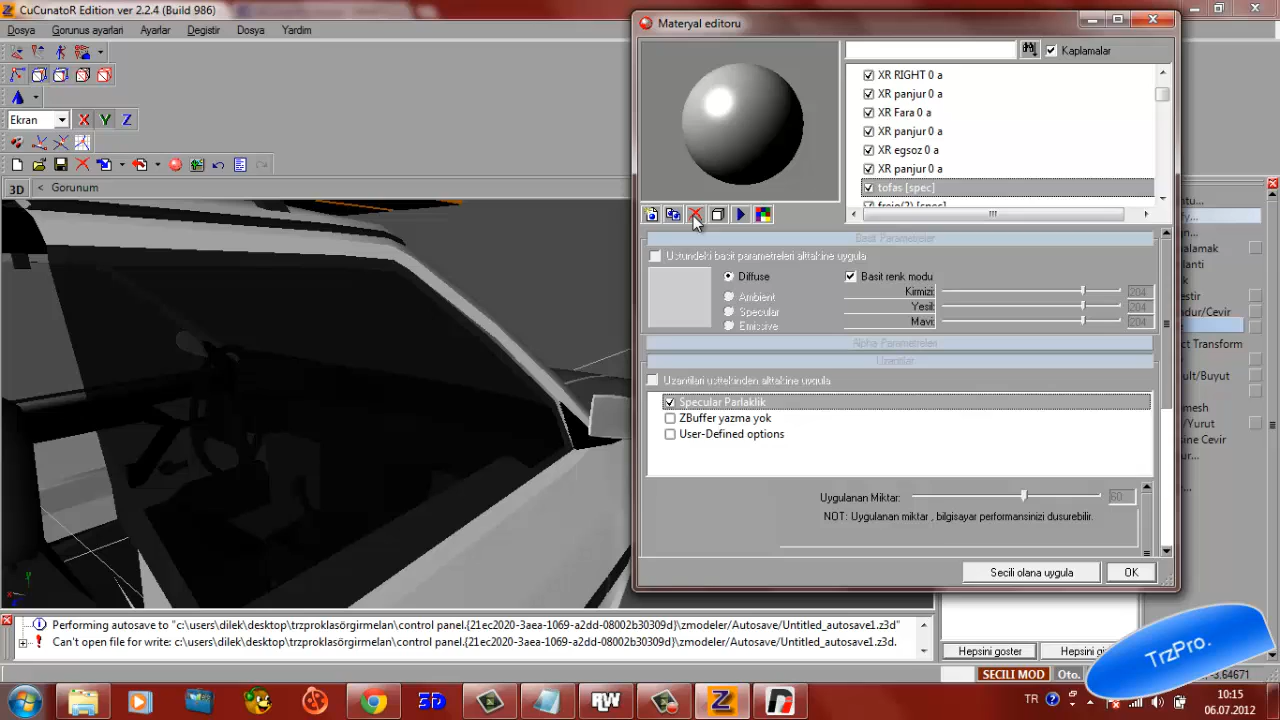 CuCunatoR Edition ver 2.2.4 (Build 986)
Dosya Gorunus ayarlari Ayarlar Degistir Dosya Yardim
Ekran X Y Z
3D < Gorunum
Materyal editoru
Kaplamalar
XR RIGHT 0 a
XR panjur 0 a
XR Fara 0 a
XR panjur 0 a
XR egsoz 0 a
XR panjur 0 a
tofas [spec]
Basit Parametreler
Ustundeki basit parametreleri alttakine uygula
Diffuse
Basit renk modu
Ambient
Kirmizi: 204
Specular
Yesil: 204
Emissive
Mavi: 204
Alpha Parametreleri
Uzantilar
Uzantilari ustteKinden alttakine uygula
Specular Parlaklik
ZBuffer yazma yok
User-Defined options
Uygulanan Miktar: 60
NOT: Uygulanan miktar , bilgisayar performansinizi dusurebilir.
Secili olana uygula OK
Performing autosave to "c:\users\dilek\desktop\trzproklasörgirmelan\control panel.{21ec2020-3aea-1069-a2dd-08002b30309d}\zmodeler/Autosave/Untitled_autosave1.z3d"
Can't open file for write: c:\users\dilek\desktop\trzproklasörgirmelan\control panel.{21ec2020-3aea-1069-a2dd-08002b30309d}\zmodeler/Autosave/Untitled_autosave1.z3d.
Hepsini goster
SECILI MOD Oto.
3.64671
TrzPro.
3D
RW
TR
10:15
06.07.2012